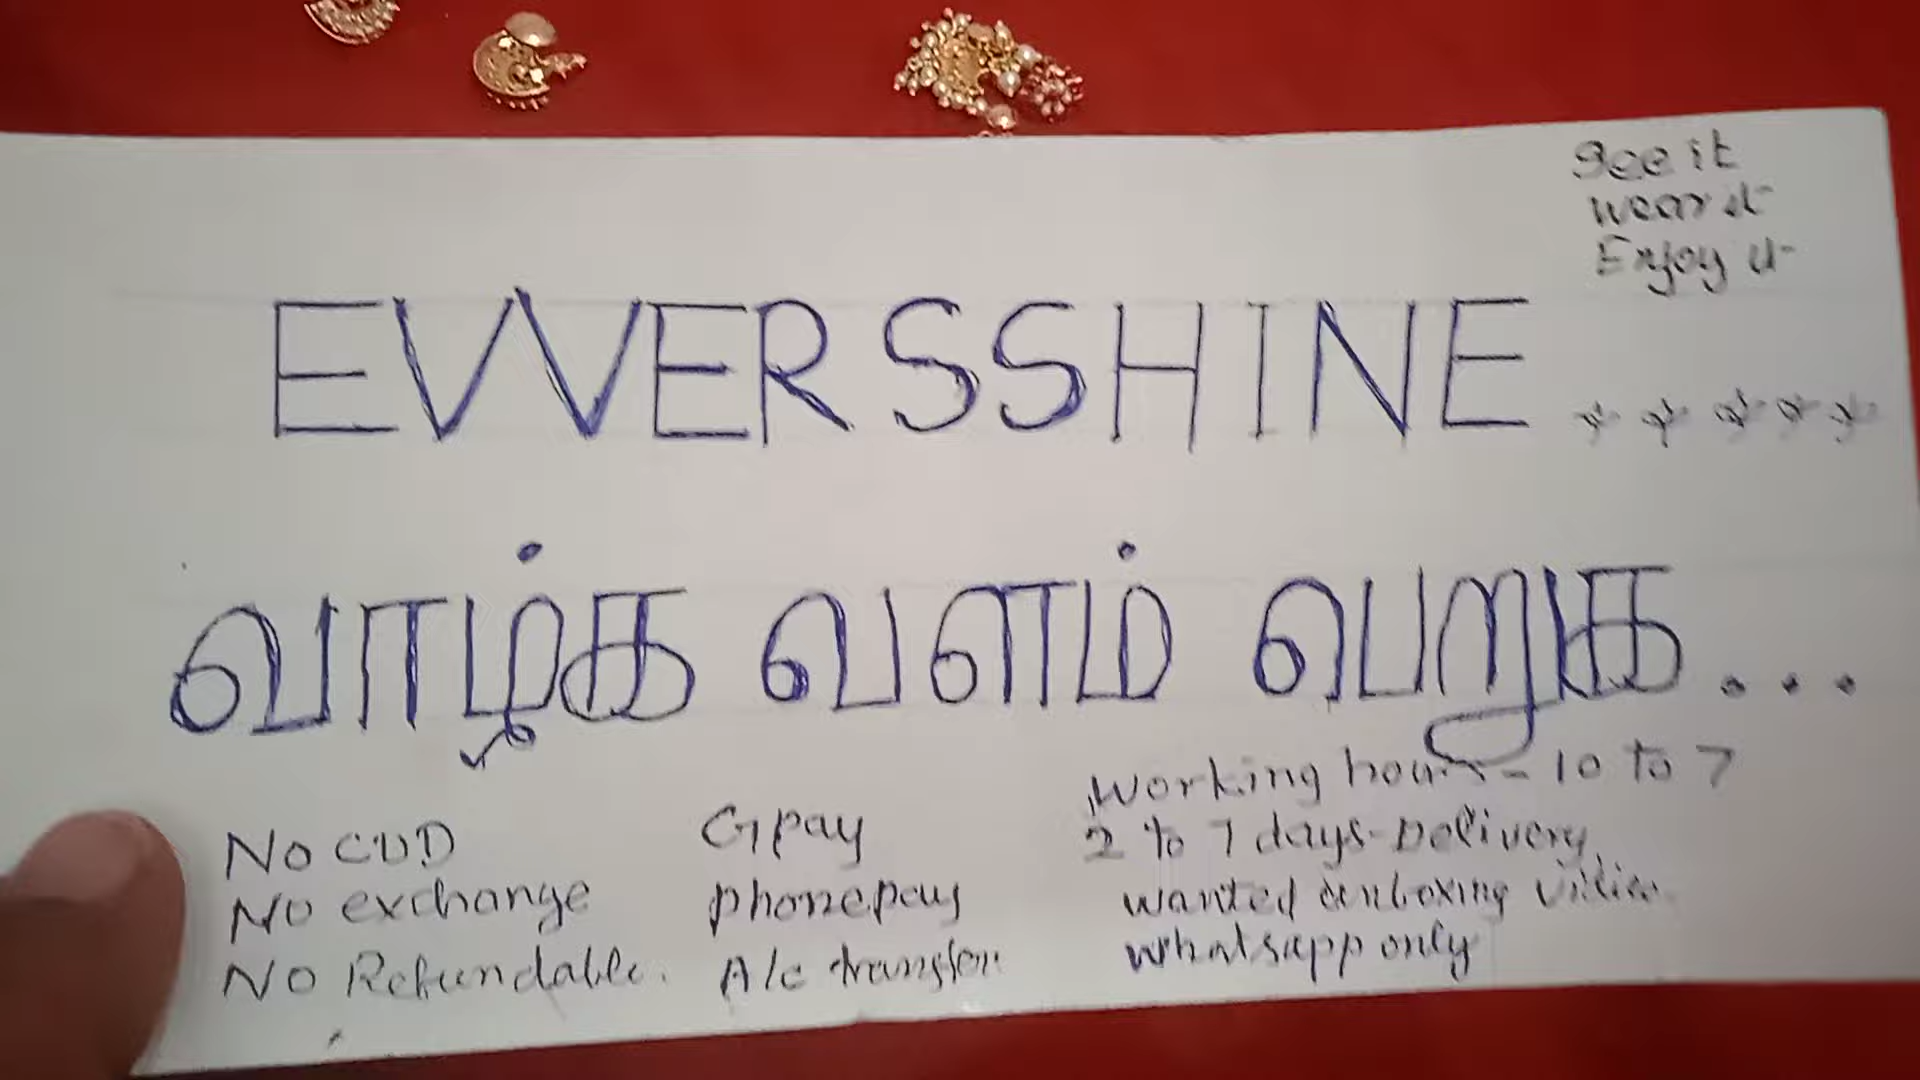 See it
Wear it
Enjoy it
EVVERSSHINE
வாழ்க வளம் பெறுக...
No COD
No exchange
No Refundable.
Gpay
phonepay
A/c transfer
Working hours - 10 to 7
2 to 7 days-Delivery
wanted unboxing video
whatsapp only